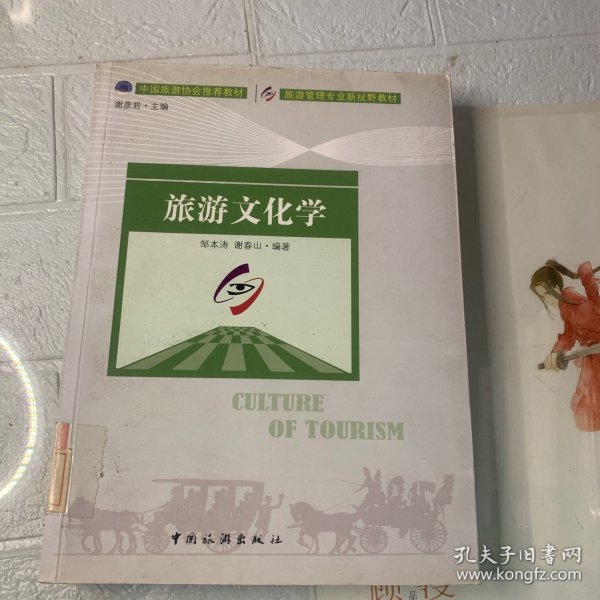 中国旅游协会推荐教材
旅游管理专业新视野教材
谢彦君·主编
旅游文化学
邹本涛 谢春山·编著
CULTURE
OF TOURISM
中国旅游出版社
顾
品
孔夫子旧书网
www.kongfz.com